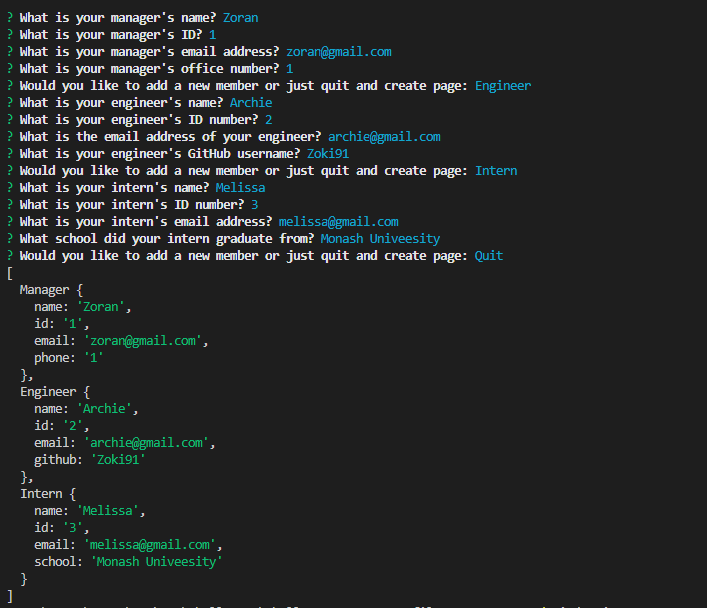 ? What is your manager's name? Zoran
? What is your manager's ID? 1
? What is your manager's email address? zoran@gmail.com
? What is your manager's office number? 1
? Would you like to add a new member or just quit and create page: Engineer
? What is your engineer's name? Archie
? What is your engineer's ID number? 2
? What is the email address of your engineer? archie@gmail.com
? What is your engineer's GitHub username? Zoki91
? Would you like to add a new member or just quit and create page: Intern
? What is your intern's name? Melissa
? What is your intern's ID number? 3
? What is your intern's email address? melissa@gmail.com
? What school did your intern graduate from? Monash Univeesity
? Would you like to add a new member or just quit and create page: Quit
[
  Manager {
    name: 'Zoran',
    id: '1',
    email: 'zoran@gmail.com',
    phone: '1'
  },
  Engineer {
    name: 'Archie',
    id: '2',
    email: 'archie@gmail.com',
    github: 'Zoki91'
  },
  Intern {
    name: 'Melissa',
    id: '3',
    email: 'melissa@gmail.com',
    school: 'Monash Univeesity'
  }
]